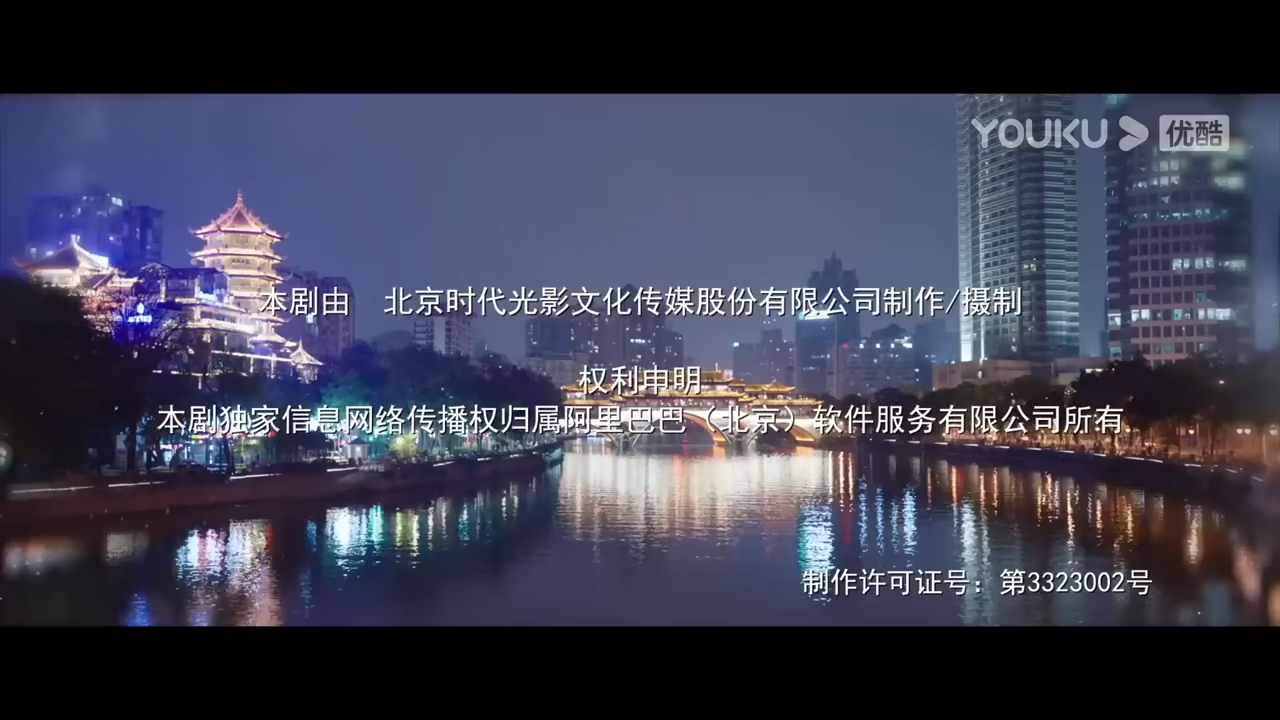 YOUKU 优酷
本剧由 北京时代光影文化传媒股份有限公司制作/摄制
权利申明
本剧独家信息网络传播权归属阿里巴巴（北京）软件服务有限公司所有.
制作许可证号：第3323002号